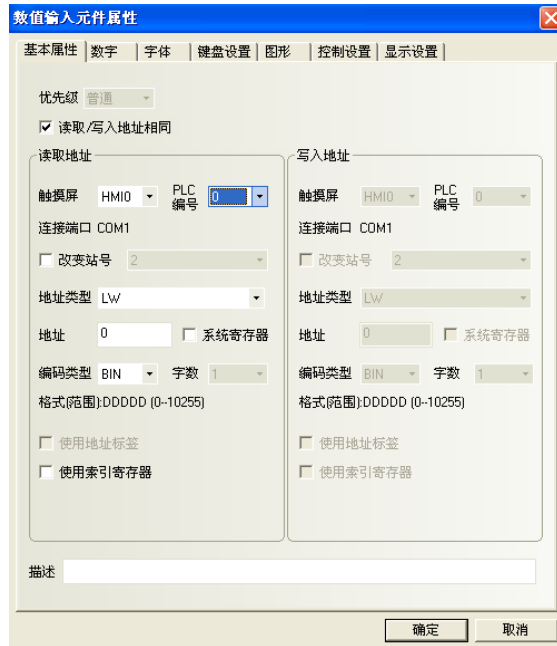 数值输入元件属性
基本属性 数字 字体 键盘设置 图形 控制设置 显示设置
优先级 普通
读取/写入地址相同
读取地址
触摸屏 HMI0 PLC编号 0
连接端口 COM1
改变站号 2
地址类型 LW
地址 0 系统寄存器
编码类型 BIN 字数 1
格式(范围):DDDDD (0--10255)
使用地址标签
使用索引寄存器
写入地址
触摸屏 HMI0 PLC编号 0
连接端口 COM1
改变站号 2
地址类型 LW
地址 0 系统寄存器
编码类型 BIN 字数 1
格式(范围):DDDDD (0--10255)
使用地址标签
使用索引寄存器
描述
确定 取消